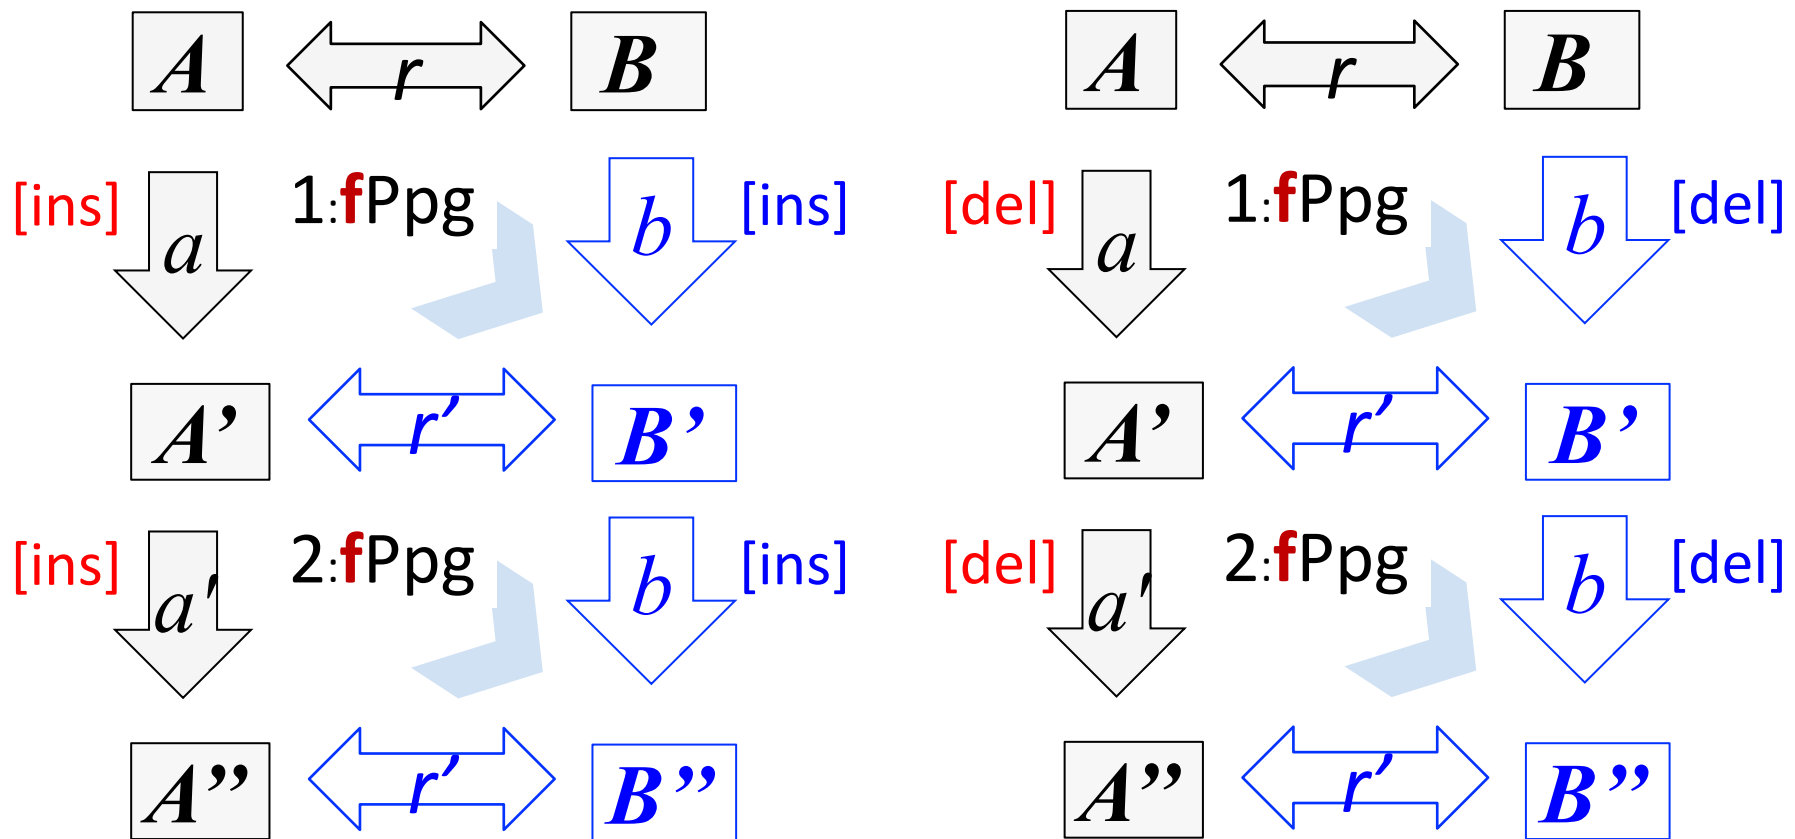 A r B A r B
[ins] a 1:fPpg b [ins] [del] a 1:fPpg b [del]
A’ r’ B’ A’ r’ B’
[ins] a' 2:fPpg b [ins] [del] a' 2:fPpg b [del]
A’’ r’ B’’ A’’ r’ B’’